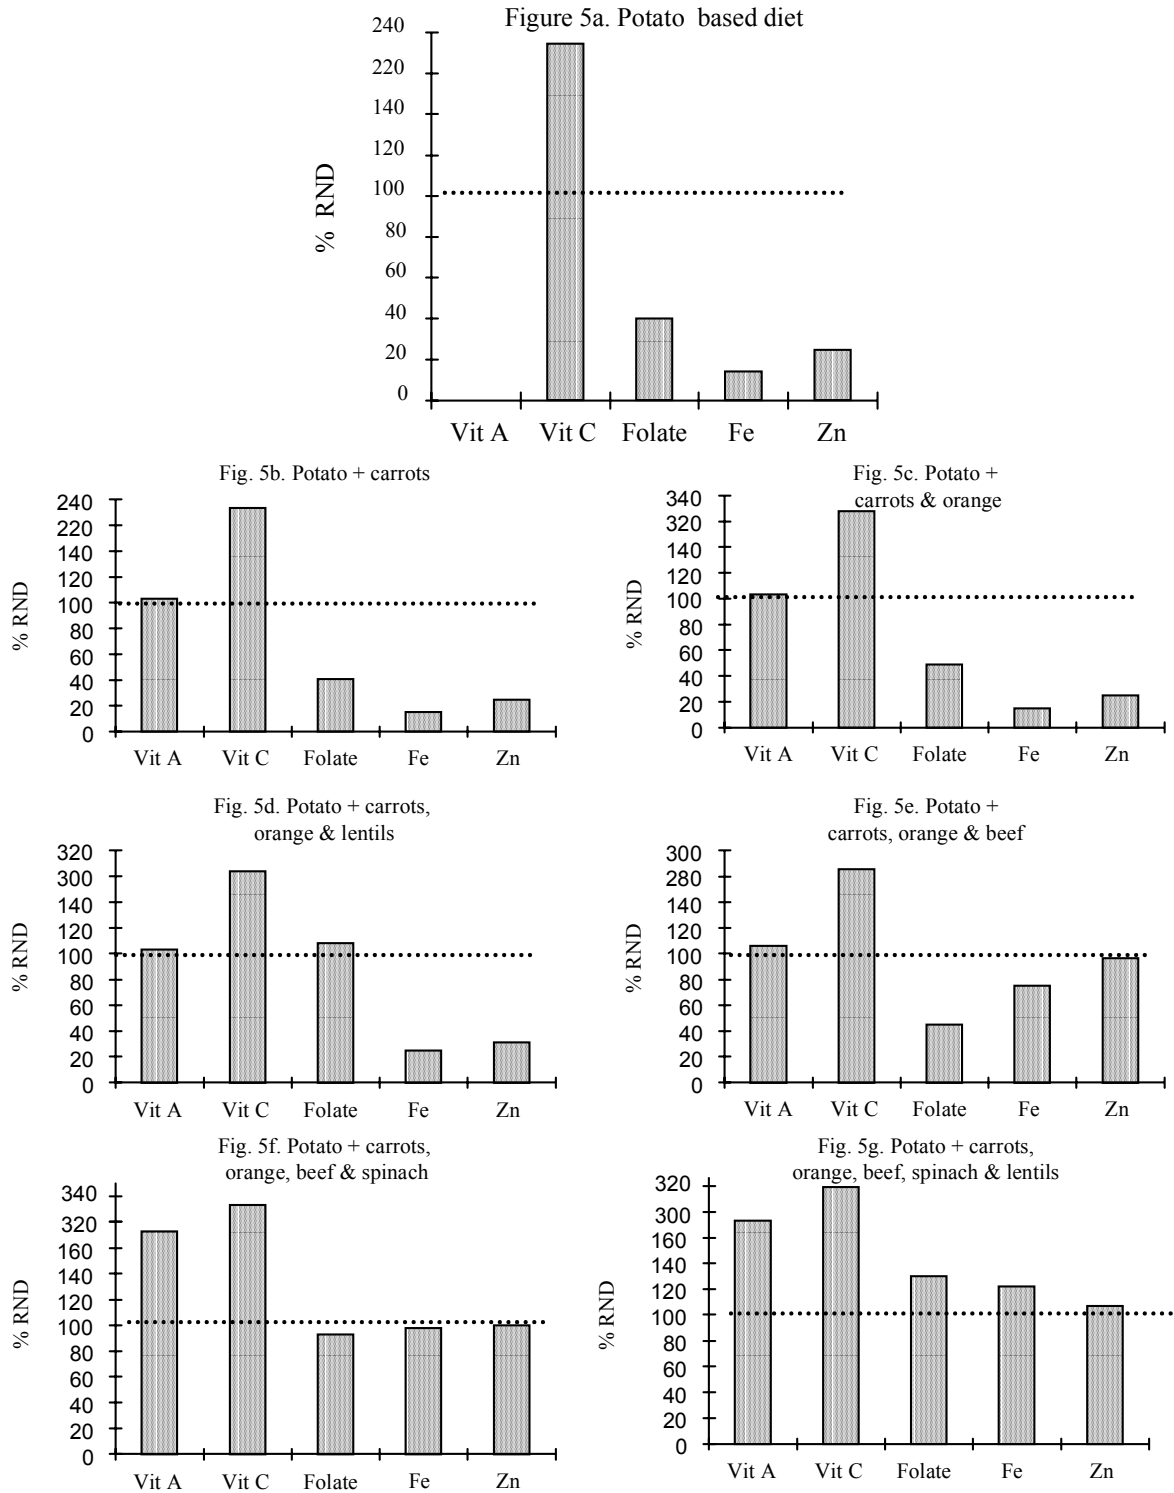 Figure 5a. Potato based diet
240
220
140
120
100
80
60
40
20
0
% RND
Vit A Vit C Folate Fe Zn
Fig. 5b. Potato + carrots
240
220
140
120
100
80
60
40
20
0
% RND
Vit A Vit C Folate Fe Zn
Fig. 5c. Potato +
carrots & orange
340
320
140
120
100
80
60
40
20
0
% RND
Vit A Vit C Folate Fe Zn
Fig. 5d. Potato + carrots,
orange & lentils
320
300
140
120
100
80
60
40
20
0
% RND
Vit A Vit C Folate Fe Zn
Fig. 5e. Potato +
carrots, orange & beef
300
280
140
120
100
80
60
40
20
0
% RND
Vit A Vit C Folate Fe Zn
Fig. 5f. Potato + carrots,
orange, beef & spinach
340
320
160
140
120
100
80
60
40
20
0
% RND
Vit A Vit C Folate Fe Zn
Fig. 5g. Potato + carrots,
orange, beef, spinach & lentils
320
300
160
140
120
100
80
60
40
20
0
% RND
Vit A Vit C Folate Fe Zn